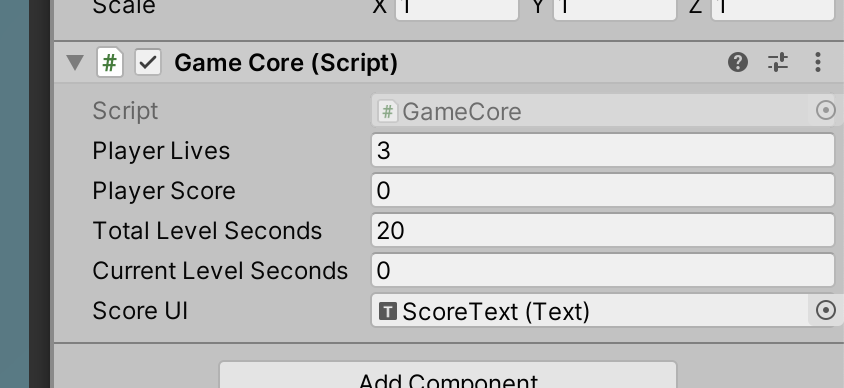 Scale X 1 Y 1 Z 1
# Game Core (Script)
Script # GameCore
Player Lives 3
Player Score 0
Total Level Seconds 20
Current Level Seconds 0
Score UI T ScoreText (Text)
Add Component